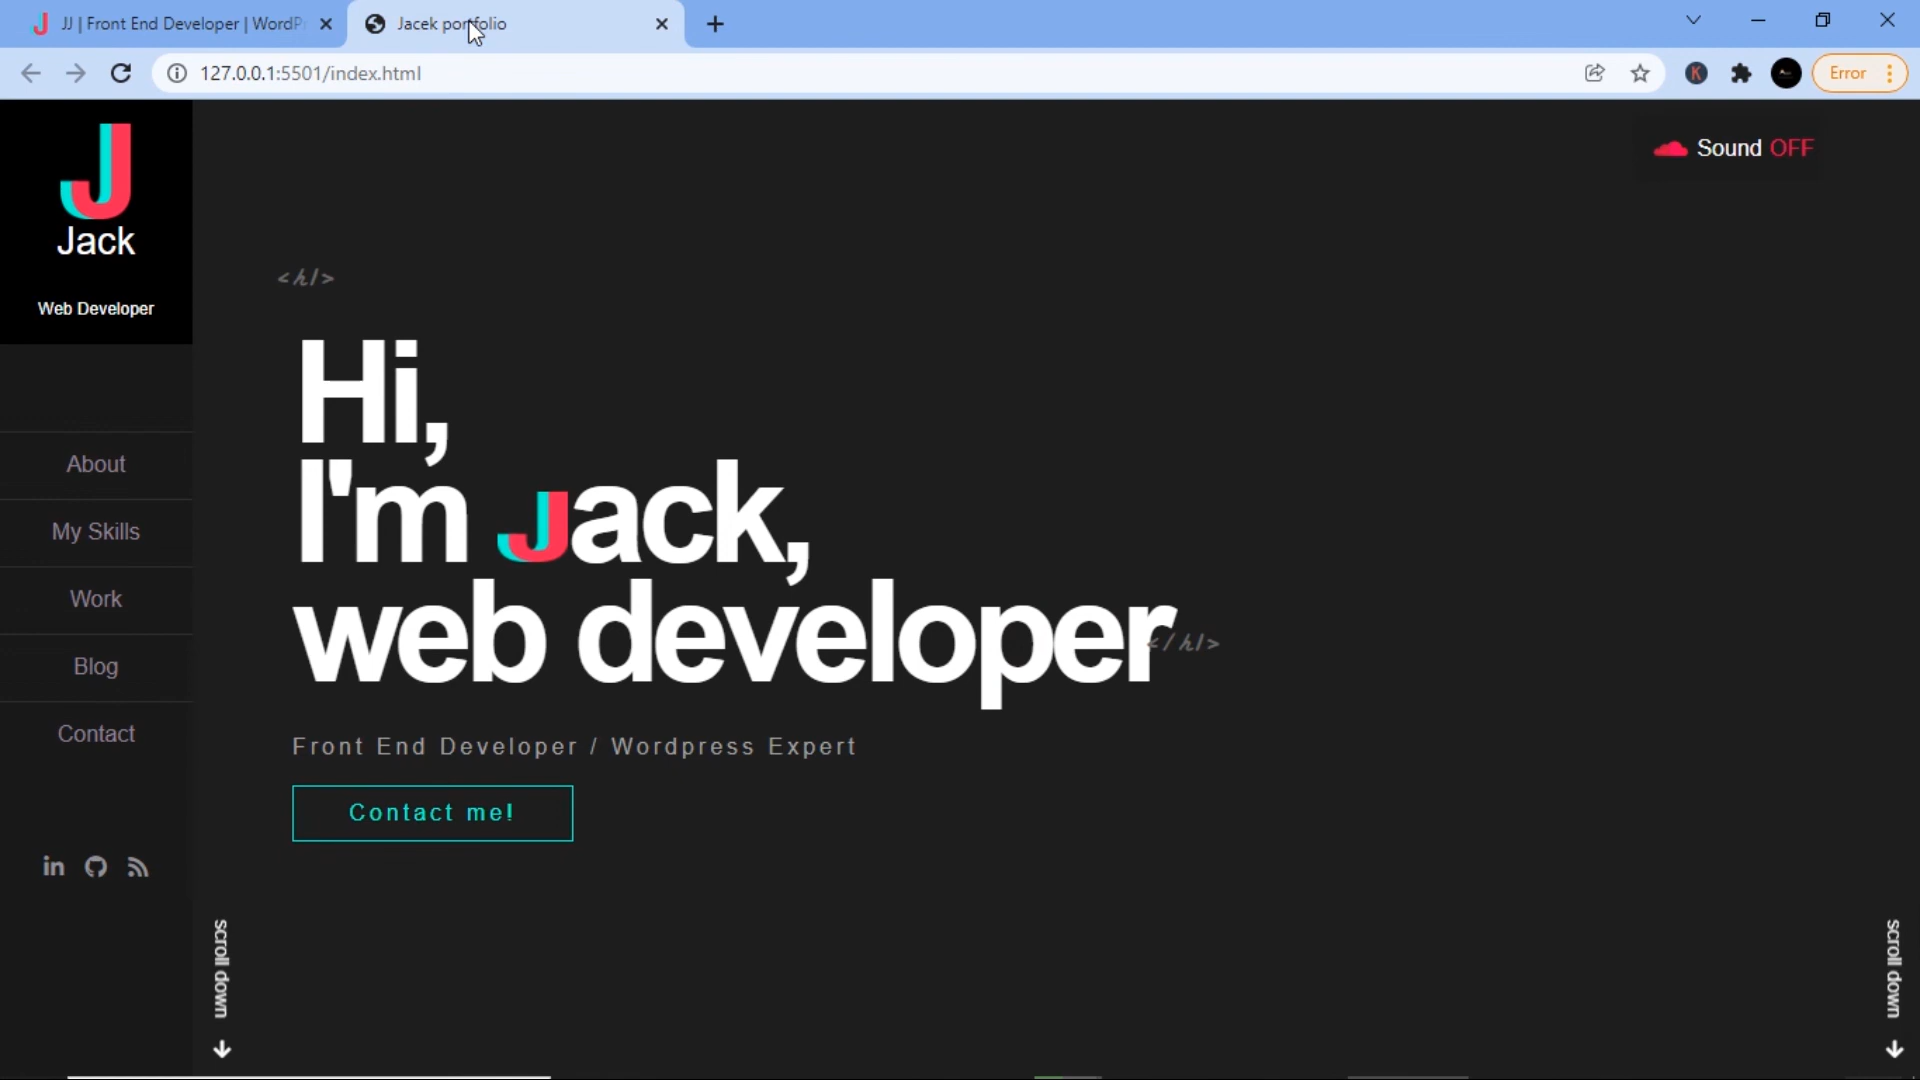 JJ | Front End Developer | WordP
Jacek portfolio
127.0.0.1:5501/index.html
K
Error
J
Jack
Web Developer
About
My Skills
Work
Blog
Contact
in
Sound OFF
<h1>
Hi,
I'm Jack,
web developer
</h1>
Front End Developer / Wordpress Expert
Contact me!
scroll down
scroll down